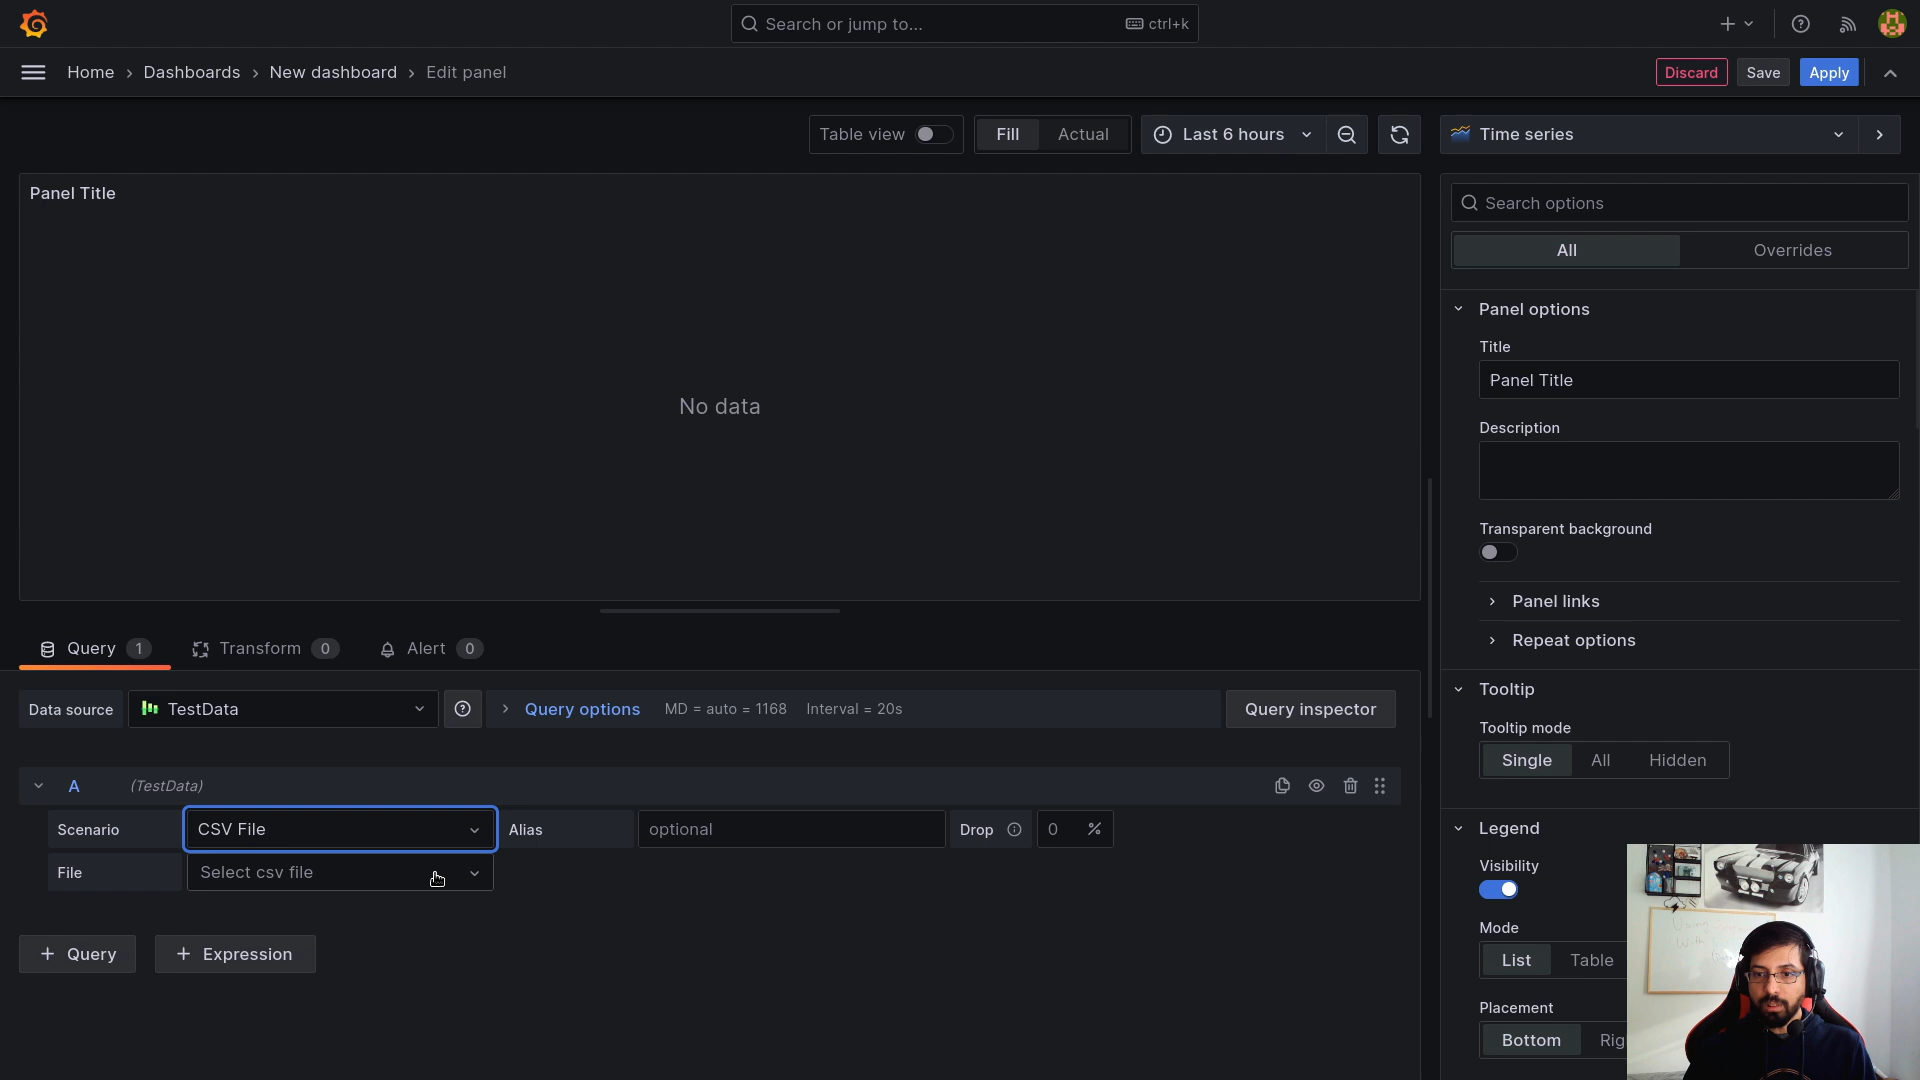 Search or jump to...
ctrl+k
Home
Dashboards
New dashboard
Edit panel
Discard
Save
Apply
Table view
Fill
Actual
Last 6 hours
Time series
Panel Title
No data
Search options
All
Overrides
Panel options
Title
Panel Title
Description
Transparent background
Panel links
Repeat options
Tooltip
Tooltip mode
Single
All
Hidden
Legend
Visibility
Mode
List
Table
Placement
Bottom
Query 1
Transform 0
Alert 0
Data source
TestData
Query options
MD = auto = 1168
Interval = 20s
Query inspector
A
(TestData)
Scenario
CSV File
Alias
optional
Drop
0
%
File
Select csv file
+ Query
+ Expression